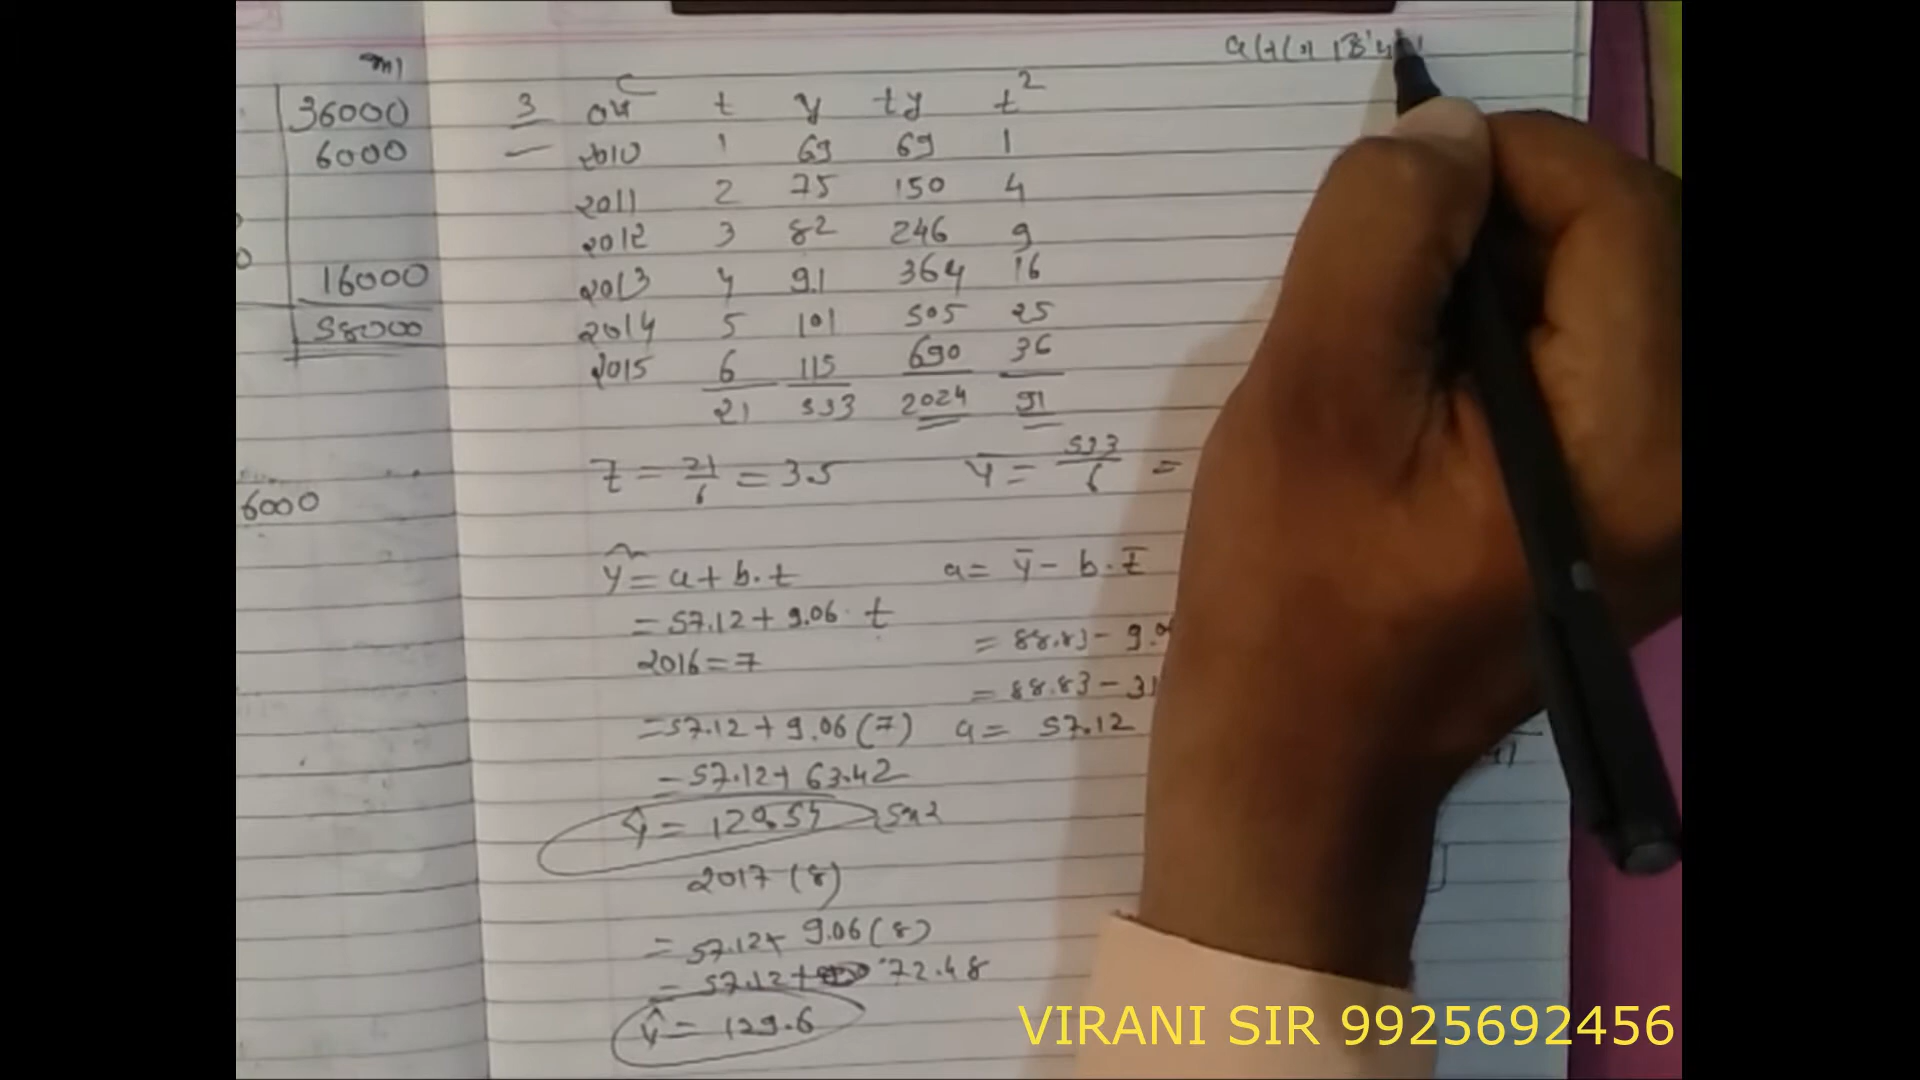 36000
6000
16000
58000
6000
3 t y ty t²
2010 1 69 69 1
2011 2 75 150 4
2012 3 82 246 9
2013 4 91 364 16
2014 5 101 505 25
2015 6 115 690 36
21 533 2024 91
t̄ = 21/6 = 3.5 ȳ = 533/6 =
ŷ = a + b.t
= 57.12 + 9.06 t
2016 = 7
= 57.12 + 9.06 (7)
= 57.12 + 63.42
ŷ =
2017 (8)
= 57.12 + 9.06 (8)
= 57.12 + 72.48
ŷ = 129.6
a = ȳ - b.t̄
= 88.83 - 9.0
= 88.83 - 31
a = 57.12
VIRANI SIR 9925692456